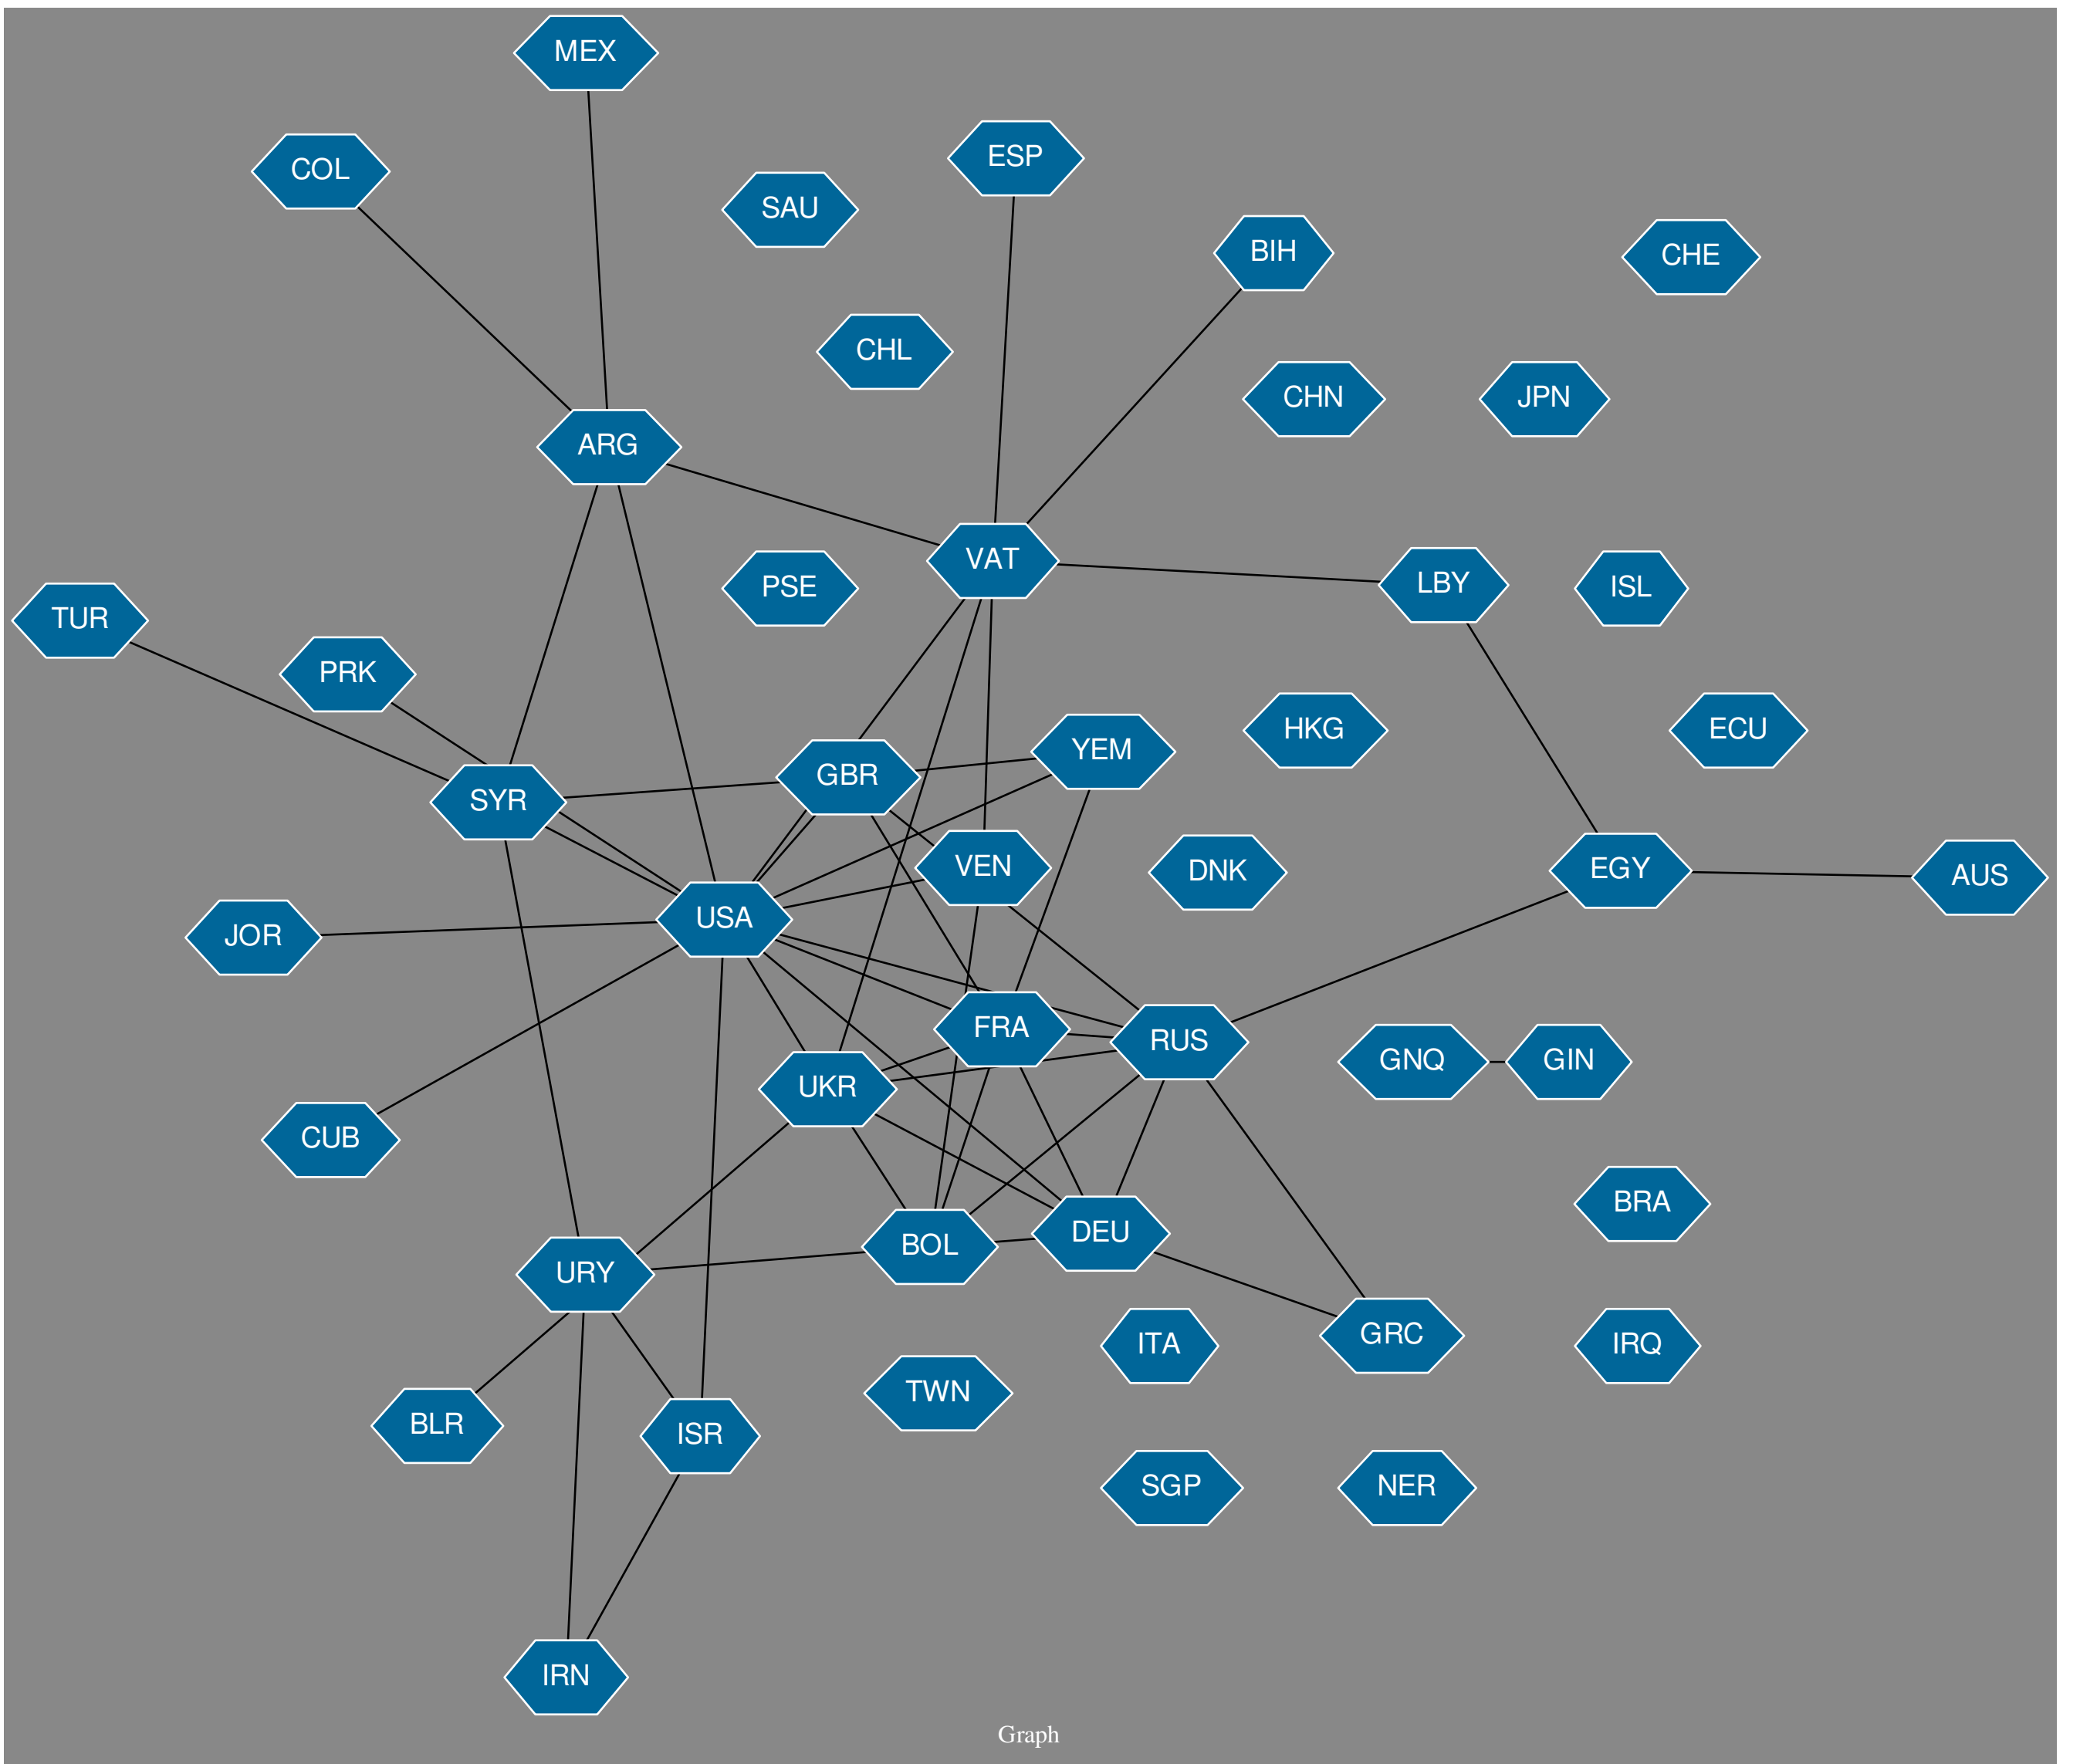 MEX
COL
ESP
SAU
BIH
CHE
CHL
CHN
JPN
ARG
VAT
PSE
LBY
ISL
TUR
PRK
HKG
ECU
YEM
GBR
SYR
VEN
DNK
EGY
AUS
USA
JOR
FRA
RUS
GNQ
GIN
UKR
CUB
BRA
DEU
BOL
URY
GRC
ITA
IRQ
TWN
BLR
ISR
SGP
NER
IRN
Graph